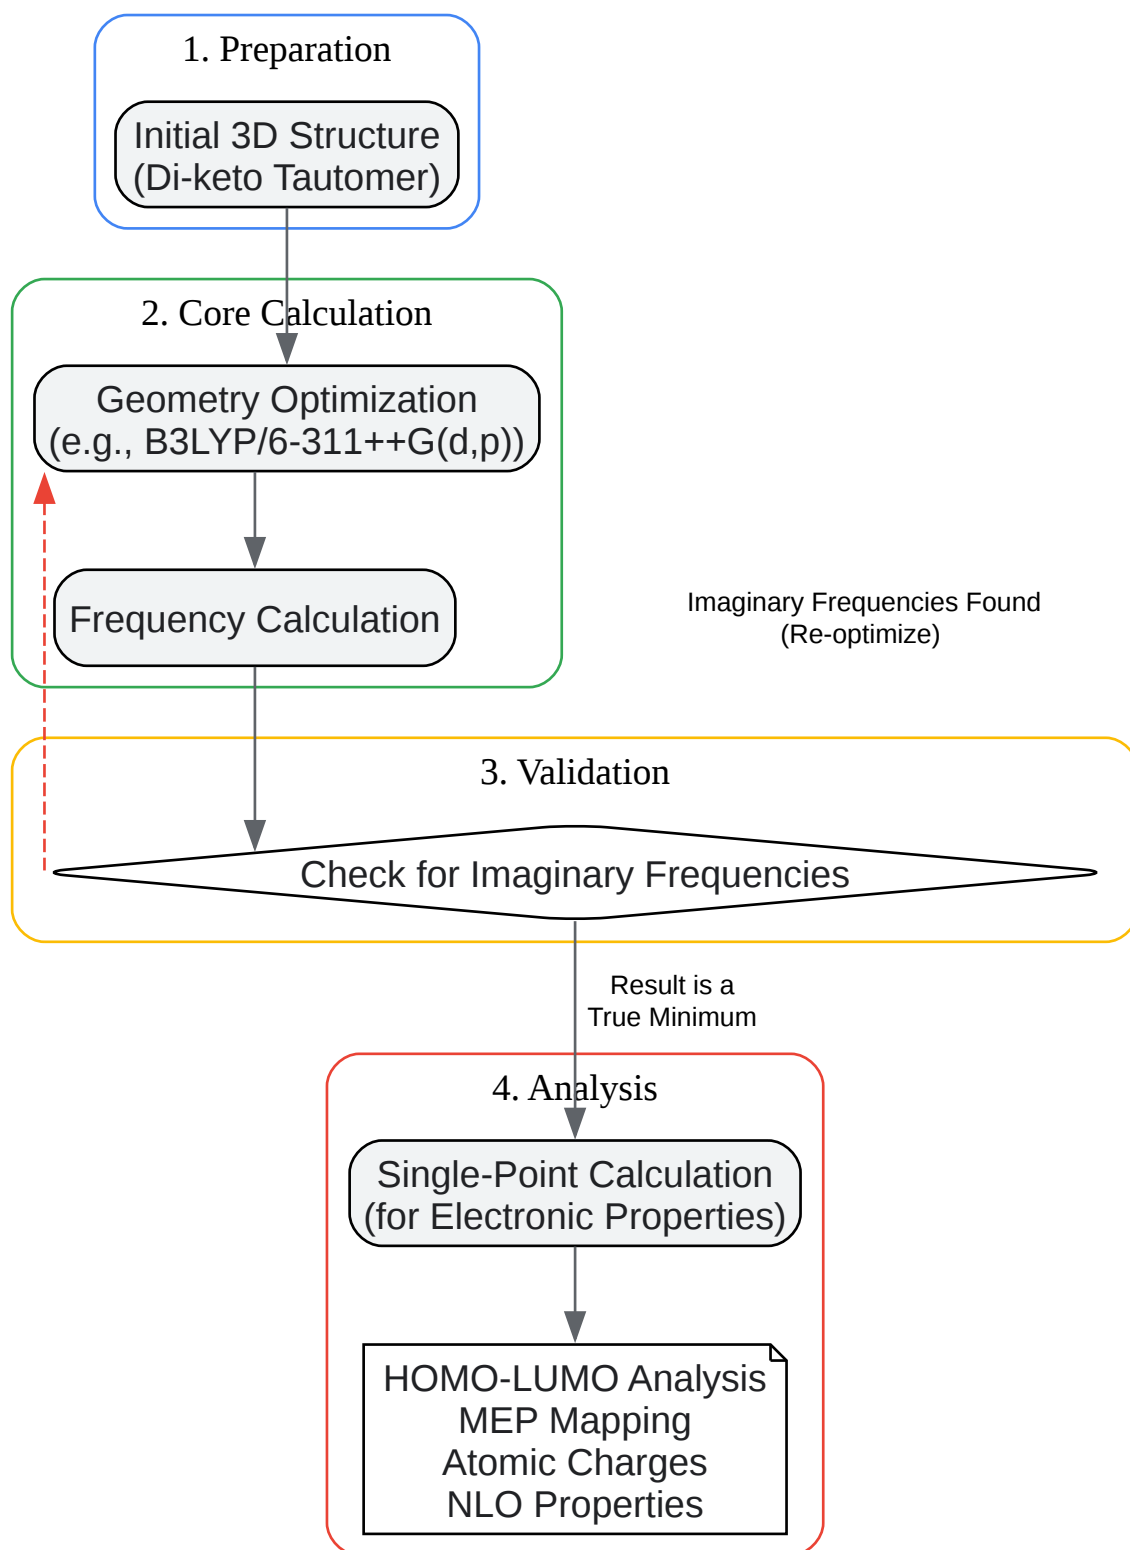 1. Preparation
Initial 3D Structure
(Di-keto Tautomer)
2. Core Calculation
Geometry Optimization
(e.g., B3LYP/6-311++G(d,p))
Frequency Calculation
Imaginary Frequencies Found
(Re-optimize)
3. Validation
Check for Imaginary Frequencies
Result is a
True Minimum
4. Analysis
Single-Point Calculation
(for Electronic Properties)
HOMO-LUMO Analysis
MEP Mapping
Atomic Charges
NLO Properties